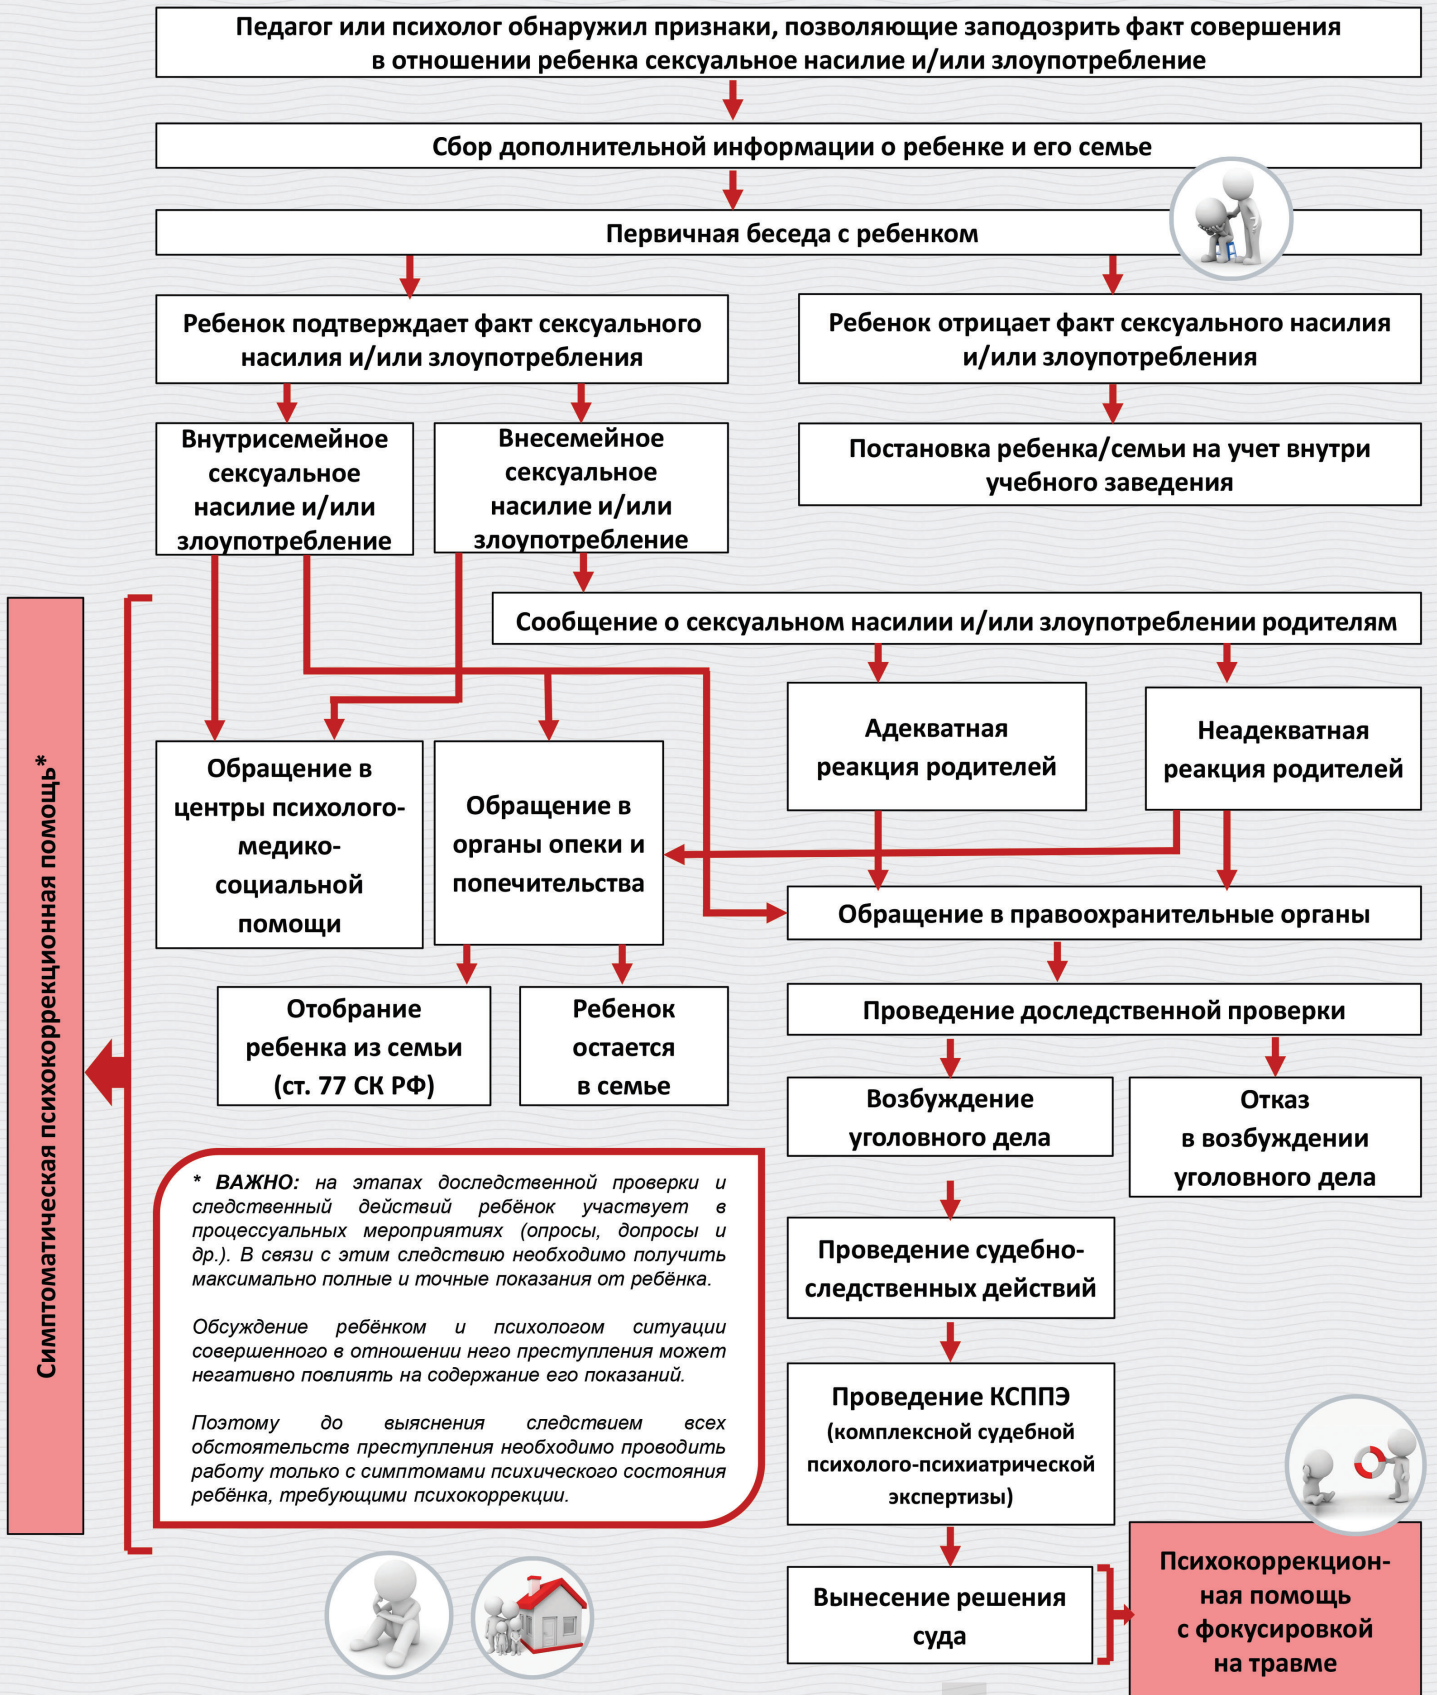 Педагог или психолог обнаружил признаки, позволяющие заподозрить факт совершения
в отношении ребенка сексуальное насилие и/или злоупотребление
Сбор дополнительной информации о ребенке и его семье
Первичная беседа с ребенком
Ребенок подтверждает факт сексуального
насилия и/или злоупотребления
Ребенок отрицает факт сексуального насилия
и/или злоупотребления
Внутрисемейное
сексуальное
насилие и/или
злоупотребление
Внесемейное
сексуальное
насилие и/или
злоупотребление
Постановка ребенка/семьи на учет внутри
учебного заведения
Сообщение о сексуальном насилии и/или злоупотреблении родителям
Адекватная
реакция родителей
Неадекватная
реакция родителей
Обращение в
центры психолого-
медико-
социальной
помощи
Обращение в
органы опеки и
попечительства
Обращение в правоохранительные органы
Отобрание
ребенка из семьи
(ст. 77 СК РФ)
Ребенок
остается
в семье
Проведение доследственной проверки
Возбуждение
уголовного дела
Отказ
в возбуждении
уголовного дела
Симптоматическая психокоррекционная помощь*
* ВАЖНО: на этапах доследственной проверки и
следственный действий ребёнок участвует в
процессуальных мероприятиях (опросы, допросы и
др.). В связи с этим следствию необходимо получить
максимально полные и точные показания от ребёнка.
Обсуждение ребёнком и психологом ситуации
совершенного в отношении него преступления может
негативно повлиять на содержание его показаний.
Поэтому до выяснения следствием всех
обстоятельств преступления необходимо проводить
работу только с симптомами психического состояния
ребёнка, требующими психокоррекции.
Проведение судебно-
следственных действий
Проведение КСППЭ
(комплексной судебной
психолого-психиатрической
экспертизы)
Вынесение решения
суда
Психокоррекцион-
ная помощь
с фокусировкой
на травме